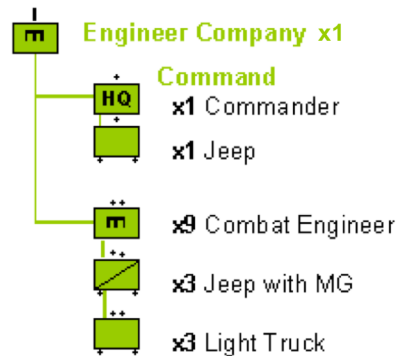 Engineer Company x1
Command
HQ x1 Commander
x1 Jeep
x9 Combat Engineer
x3 Jeep with MG
x3 Light Truck